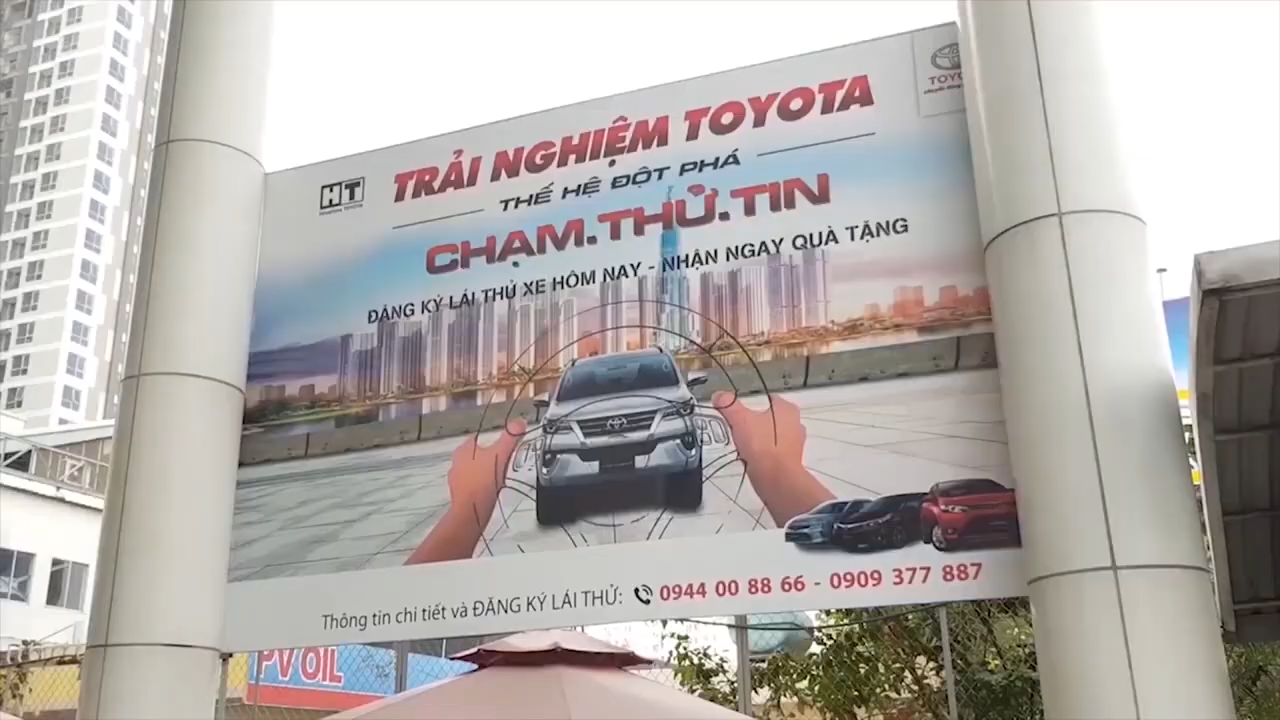 TRẢI NGHIỆM TOYOTA
THẾ HỆ ĐỘT PHÁ
CHẠM.THỬ.TIN
ĐĂNG KÝ LÁI THỬ XE HÔM NAY - NHẬN NGAY QUÀ TẶNG
HT
Thông tin chi tiết và ĐĂNG KÝ LÁI THỬ: 0944 00 88 66 - 0909 377 887
PV OIL